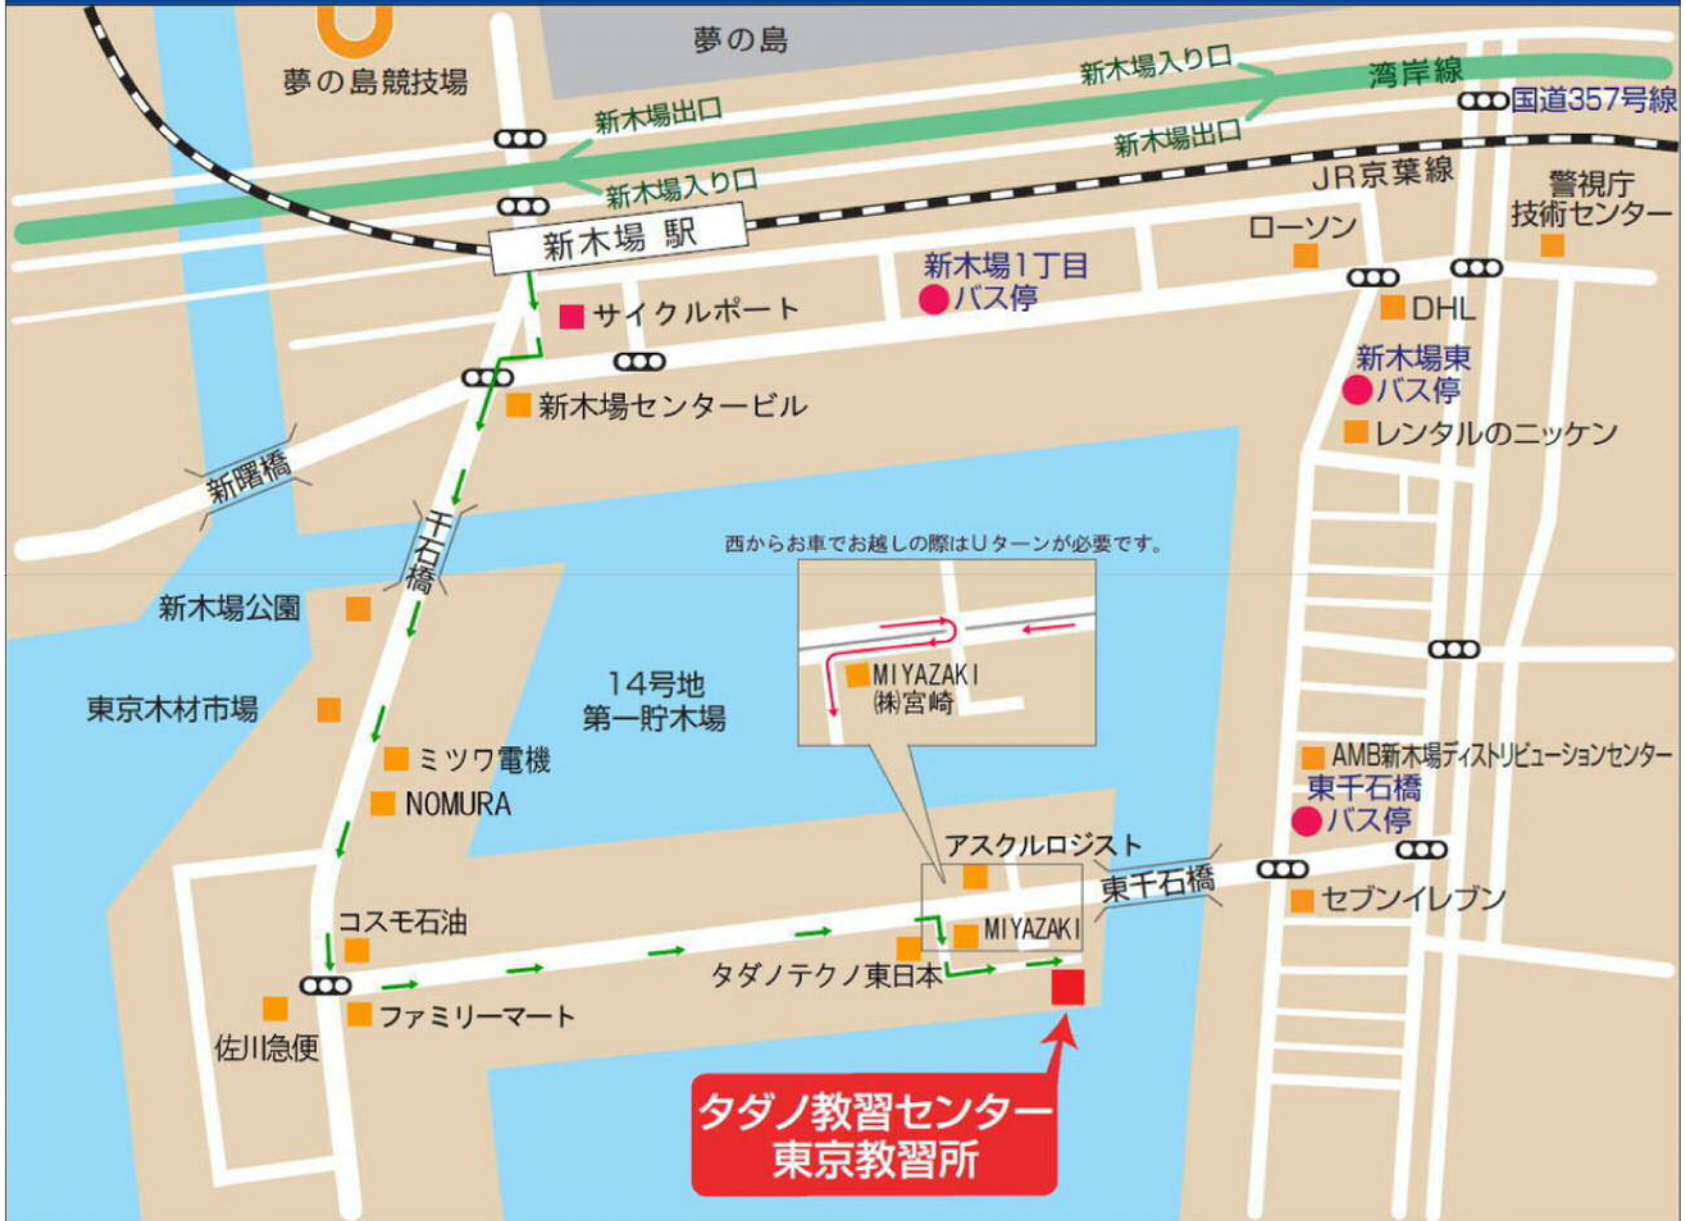 夢の島
夢の島競技場
新木場入り口
湾岸線
国道357号線
新木場出口
新木場出口
新木場入り口
JR京葉線
警視庁
技術センター
新木場 駅
ローソン
新木場1丁目
バス停
サイクルポート
DHL
新木場東
バス停
新木場センタービル
レンタルのニッケン
新曙橋
千石橋
西からお車でお越しの際はUターンが必要です。
新木場公園
14号地
第一貯木場
MIYAZAKI
㈱宮崎
東京木材市場
ミツワ電機
NOMURA
AMB新木場ディストリビューションセンター
東千石橋
バス停
アスクルロジスト
東千石橋
セブンイレブン
コスモ石油
MIYAZAKI
タダノテクノ東日本
ファミリーマート
佐川急便
タダノ教習センター
東京教習所